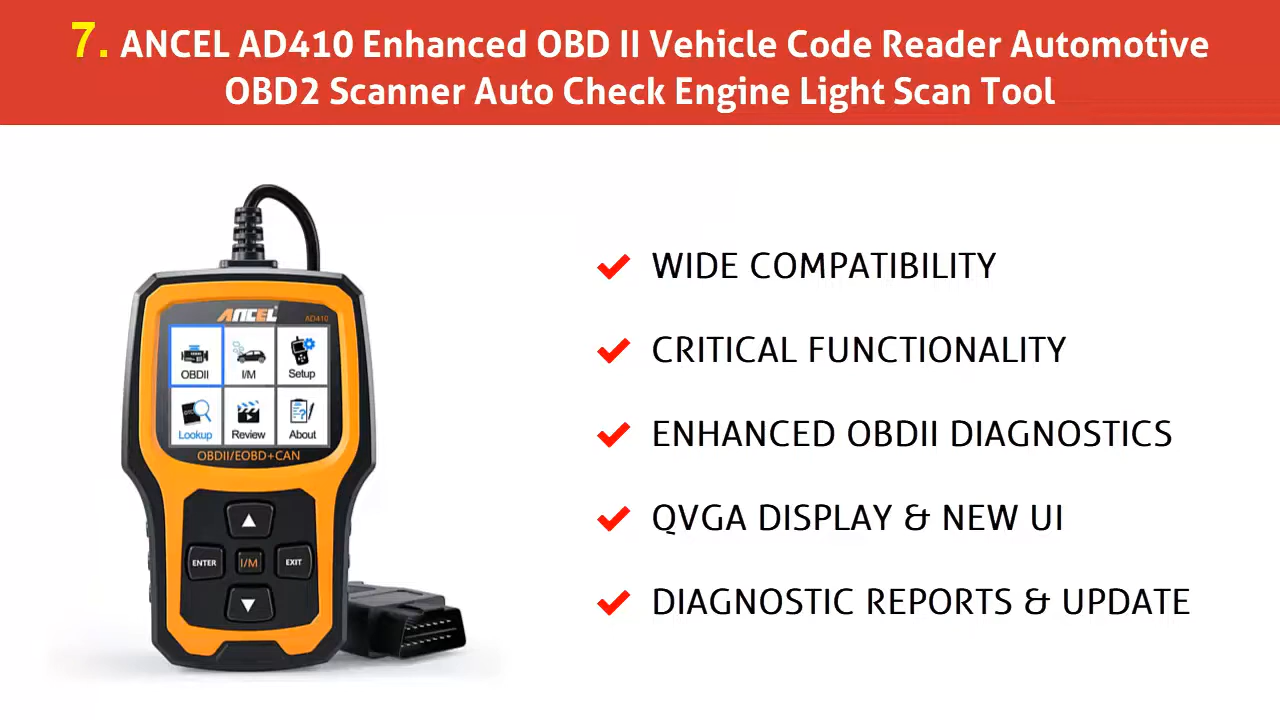 7. ANCEL AD410 Enhanced OBD II Vehicle Code Reader Automotive
OBD2 Scanner Auto Check Engine Light Scan Tool
WIDE COMPATIBILITY
CRITICAL FUNCTIONALITY
ENHANCED OBDII DIAGNOSTICS
QVGA DISPLAY & NEW UI
DIAGNOSTIC REPORTS & UPDATE
ANCEL
AD410
OBDII I/M Setup
Lookup Review About
OBDII/EOBD+CAN
ENTER I/M EXIT